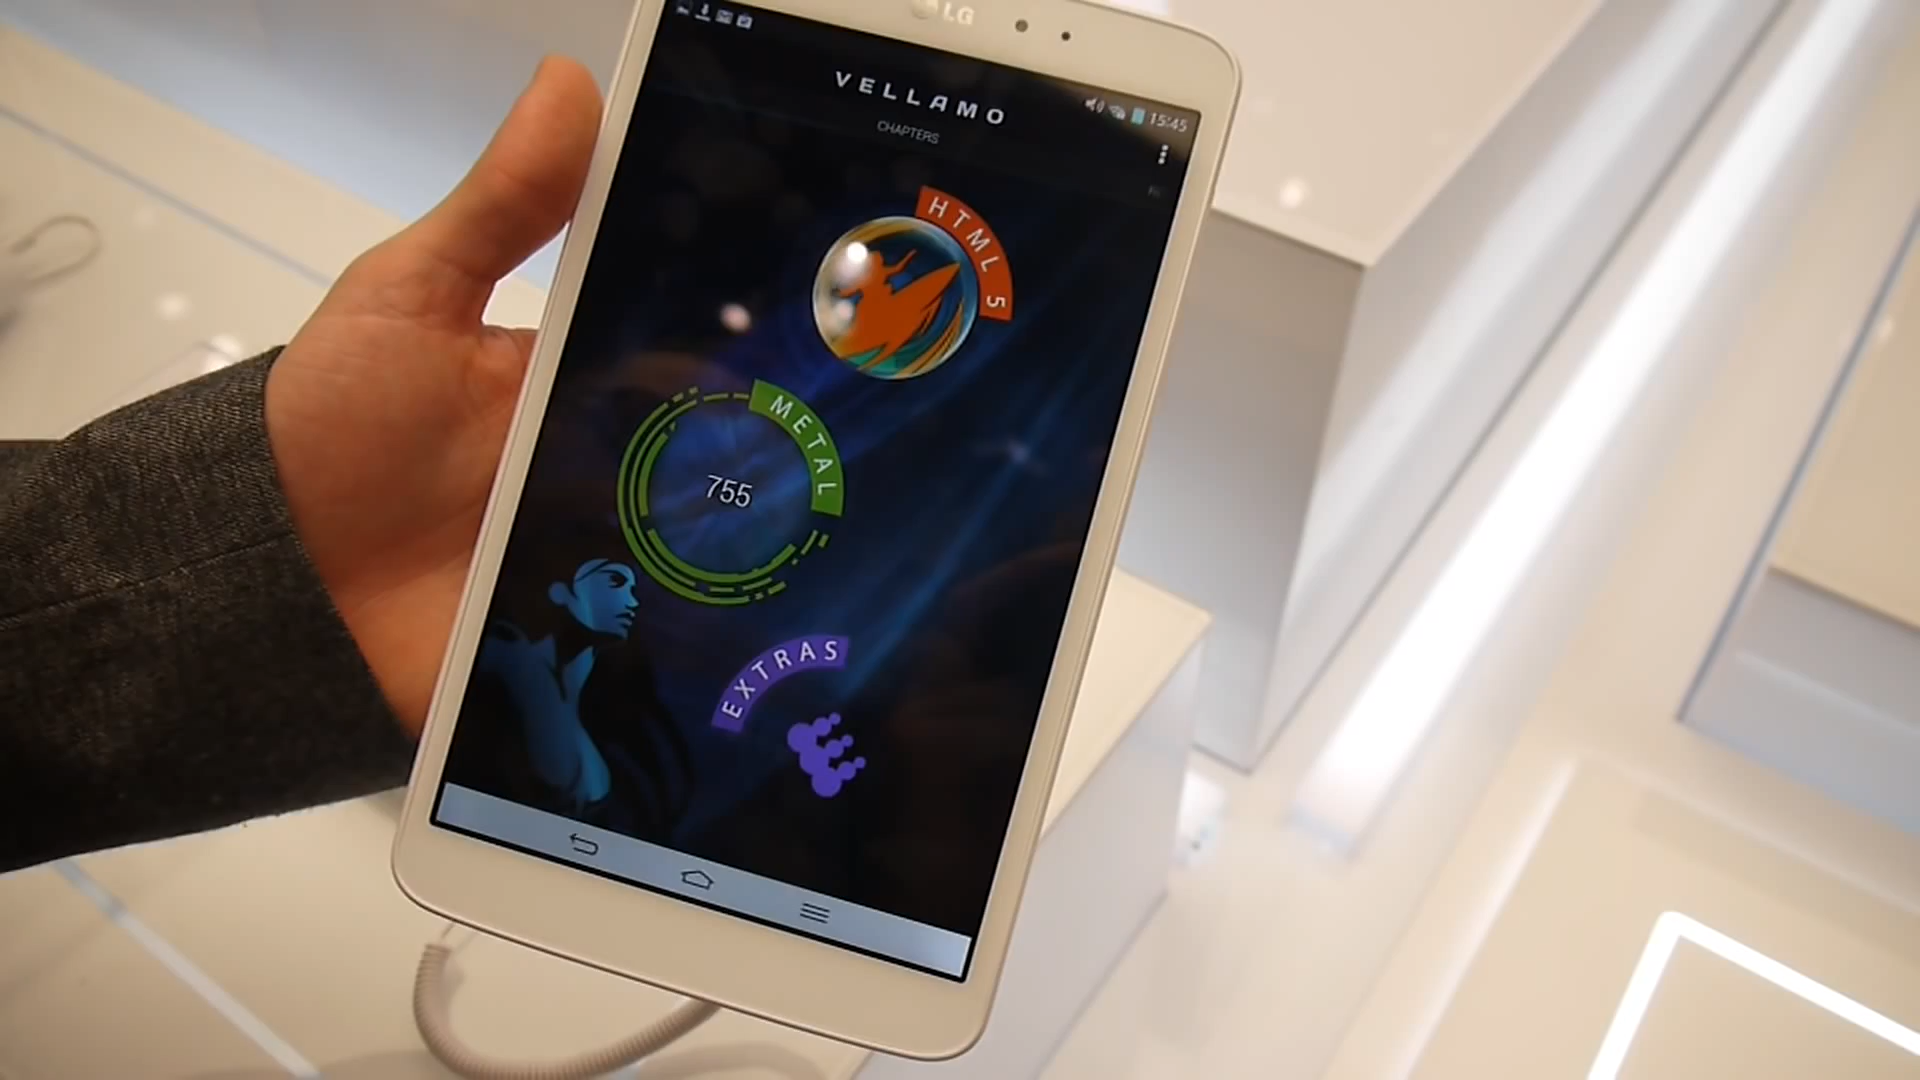 LG
15:45
VELLAMO
CHAPTERS
HTML 5
METAL
755
EXTRAS